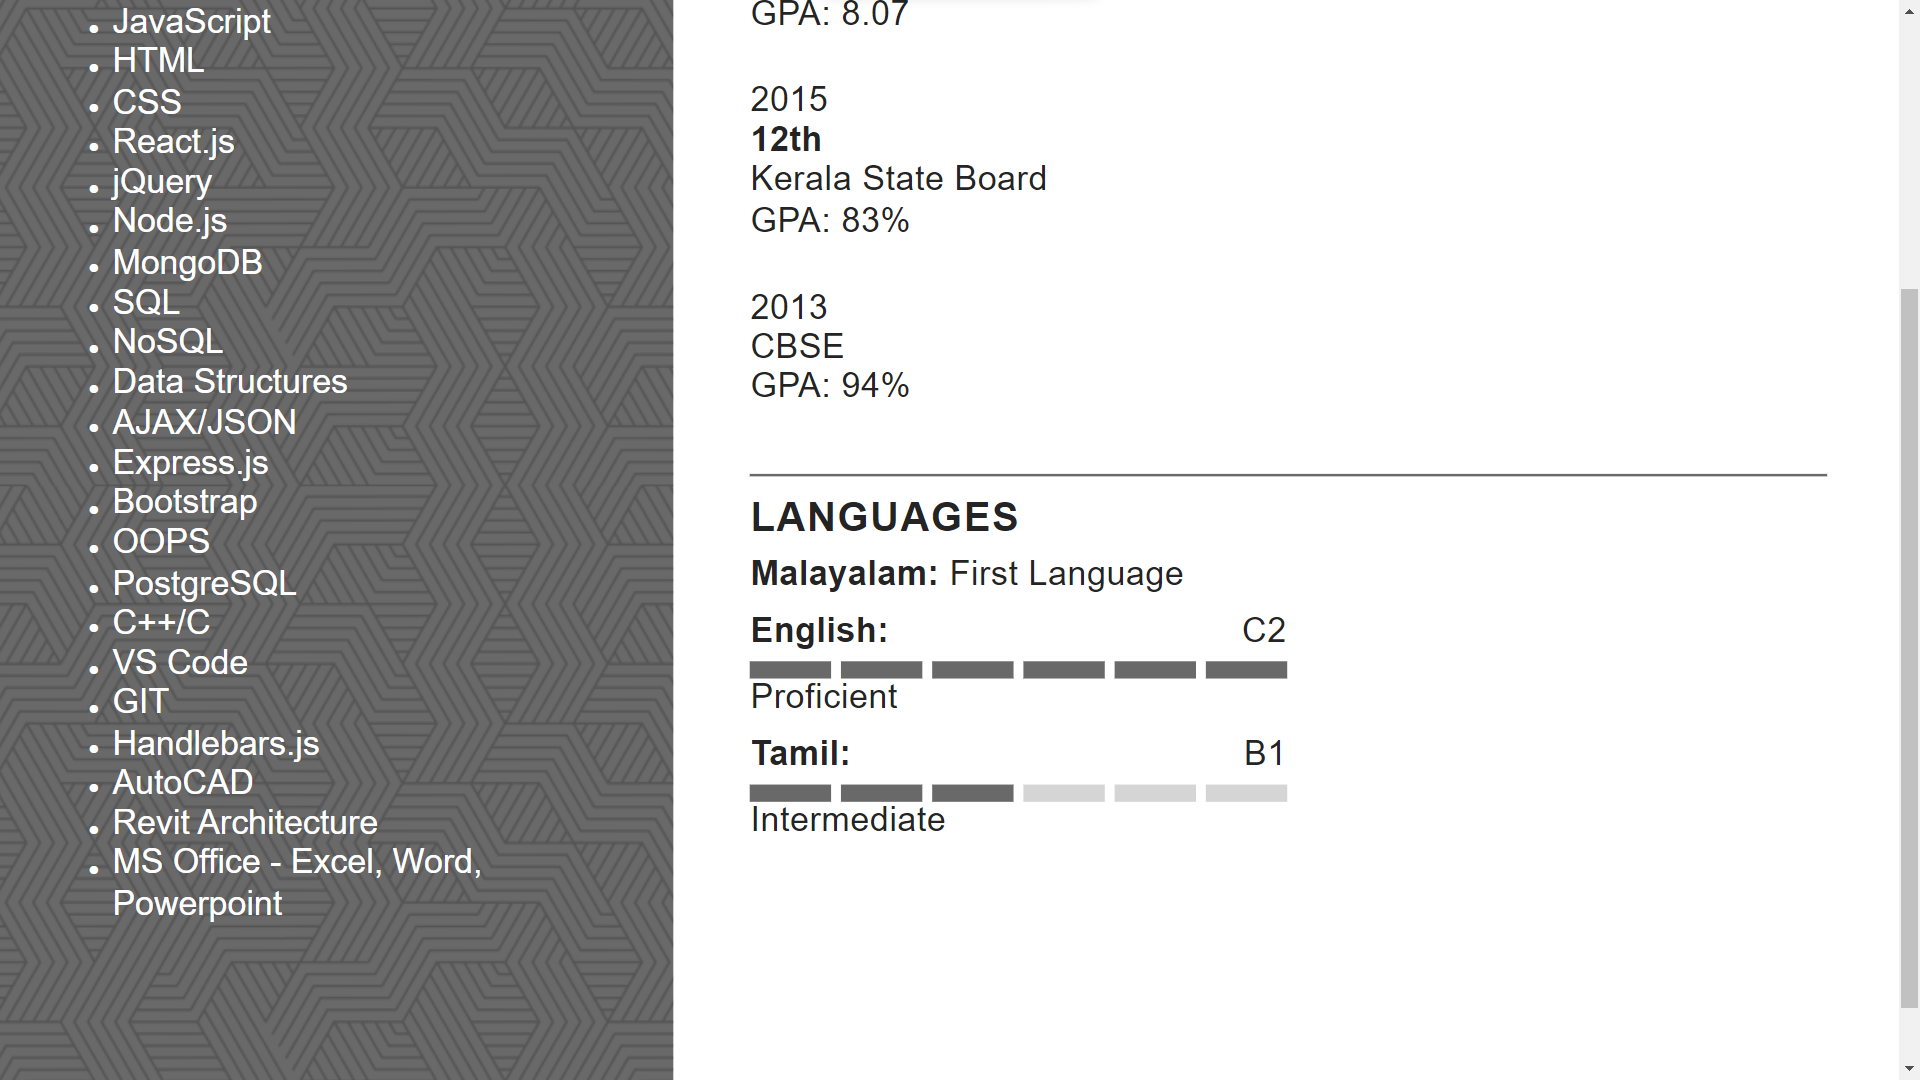 JavaScript
HTML
CSS
React.js
jQuery
Node.js
MongoDB
SQL
NoSQL
Data Structures
AJAX/JSON
Express.js
Bootstrap
OOPS
PostgreSQL
C++/C
VS Code
GIT
Handlebars.js
AutoCAD
Revit Architecture
MS Office - Excel, Word,
Powerpoint
GPA: 8.07
2015
12th
Kerala State Board
GPA: 83%
2013
CBSE
GPA: 94%
LANGUAGES
Malayalam: First Language
English: C2
Proficient
Tamil: B1
Intermediate